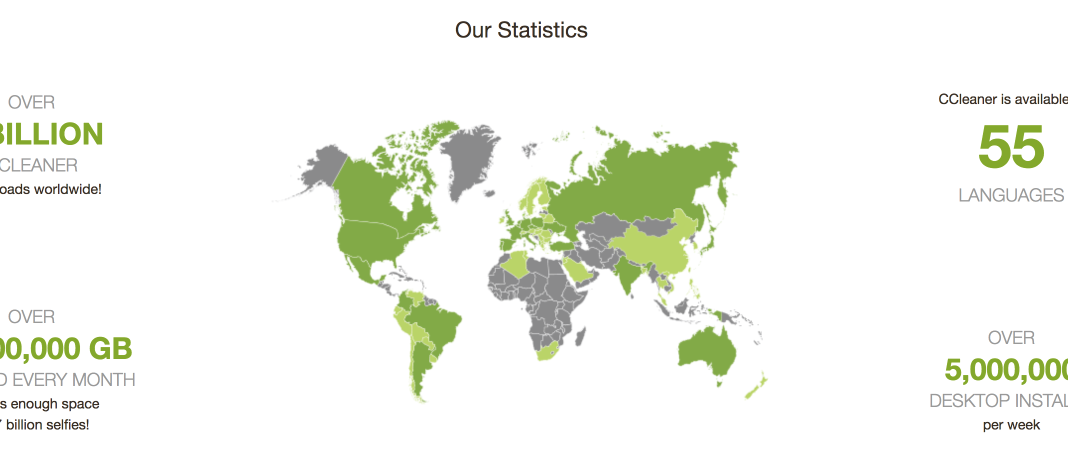 Our Statistics
OVER
BILLION
CLEANER
oads worldwide!
OVER
00,000 GB
D EVERY MONTH
s enough space
7 billion selfies!
CCleaner is available
55
LANGUAGES
OVER
5,000,000
DESKTOP INSTAL
per week